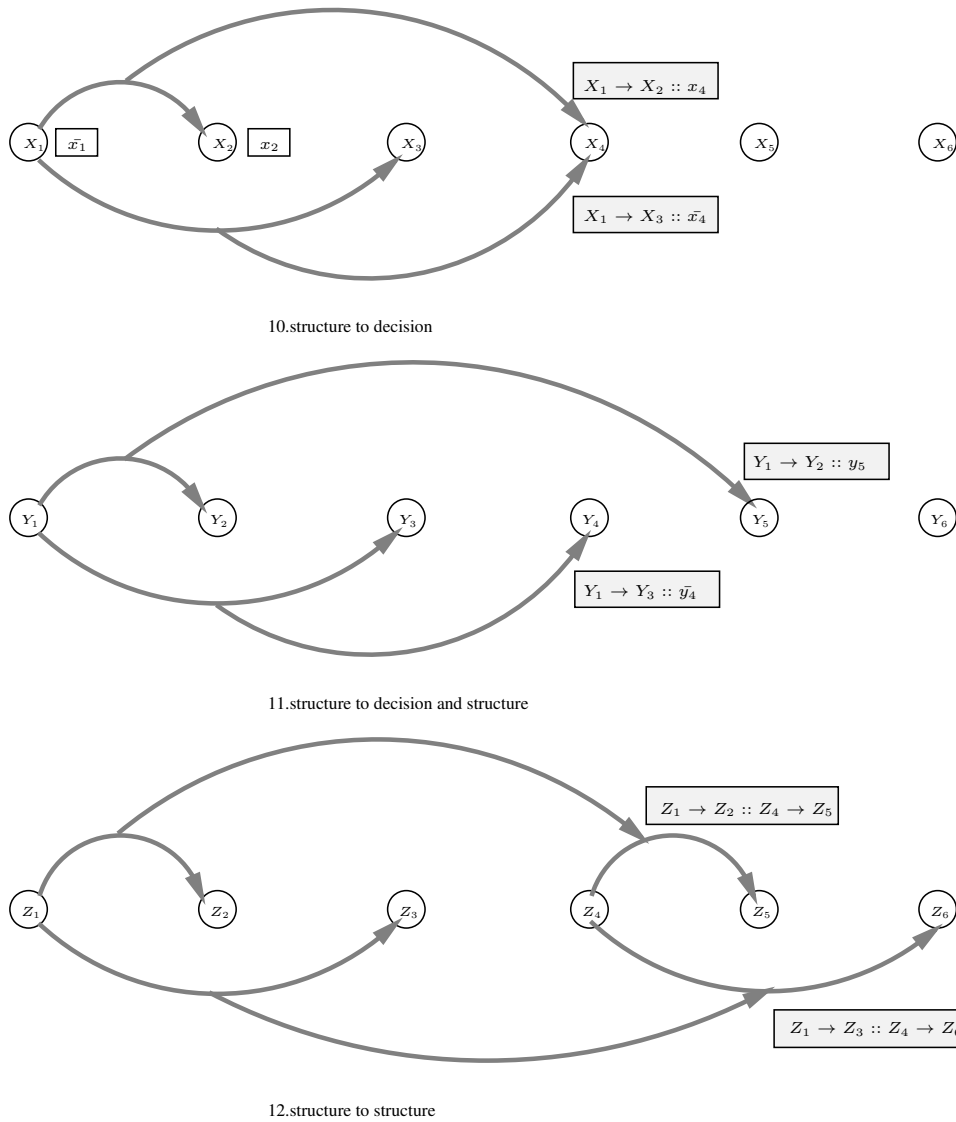 X₁ → X₂ :: x₄
X₁ x̄₁ X₂ x₂ X₃ X₄ X₅ X₆
X₁ → X₃ :: x̄₄
10.structure to decision
Y₁ → Y₂ :: y₅
Y₁ Y₂ Y₃ Y₄ Y₅ Y₆
Y₁ → Y₃ :: ȳ₄
11.structure to decision and structure
Z₁ → Z₂ :: Z₄ → Z₅
Z₁ Z₂ Z₃ Z₄ Z₅ Z₆
Z₁ → Z₃ :: Z₄ → Z₆
12.structure to structure